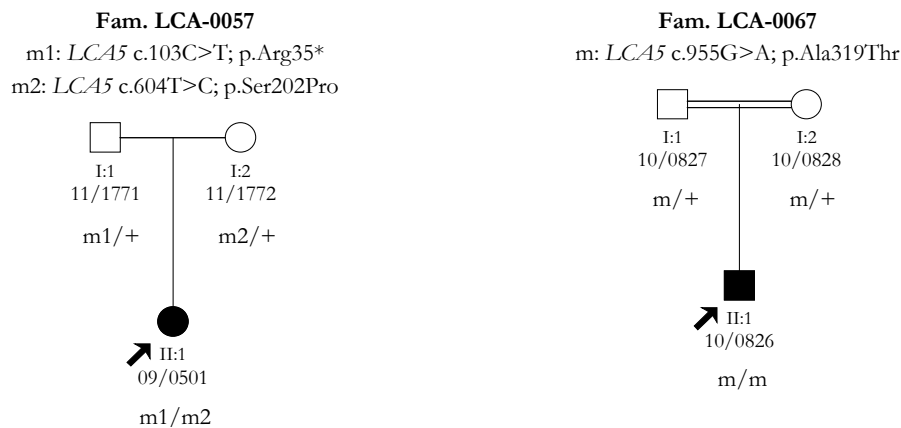 Fam. LCA-0057
m1: LCA5 c.103C>T; p.Arg35*
m2: LCA5 c.604T>C; p.Ser202Pro
I:1
11/1771
m1/+
I:2
11/1772
m2/+
II:1
09/0501
m1/m2
Fam. LCA-0067
m: LCA5 c.955G>A; p.Ala319Thr
I:1
10/0827
m/+
I:2
10/0828
m/+
II:1
10/0826
m/m